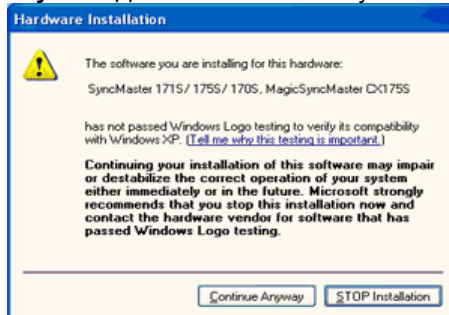 Hardware Installation
The software you are installing for this hardware:
SyncMaster 171S/ 175S/ 170S, MagicSyncMaster CX175S
has not passed Windows Logo testing to verify its compatibility
with Windows XP. (Tell me why this testing is important.)
Continuing your installation of this software may impair
or destabilize the correct operation of your system
either immediately or in the future. Microsoft strongly
recommends that you stop this installation now and
contact the hardware vendor for software that has
passed Windows Logo testing.
Continue Anyway STOP Installation